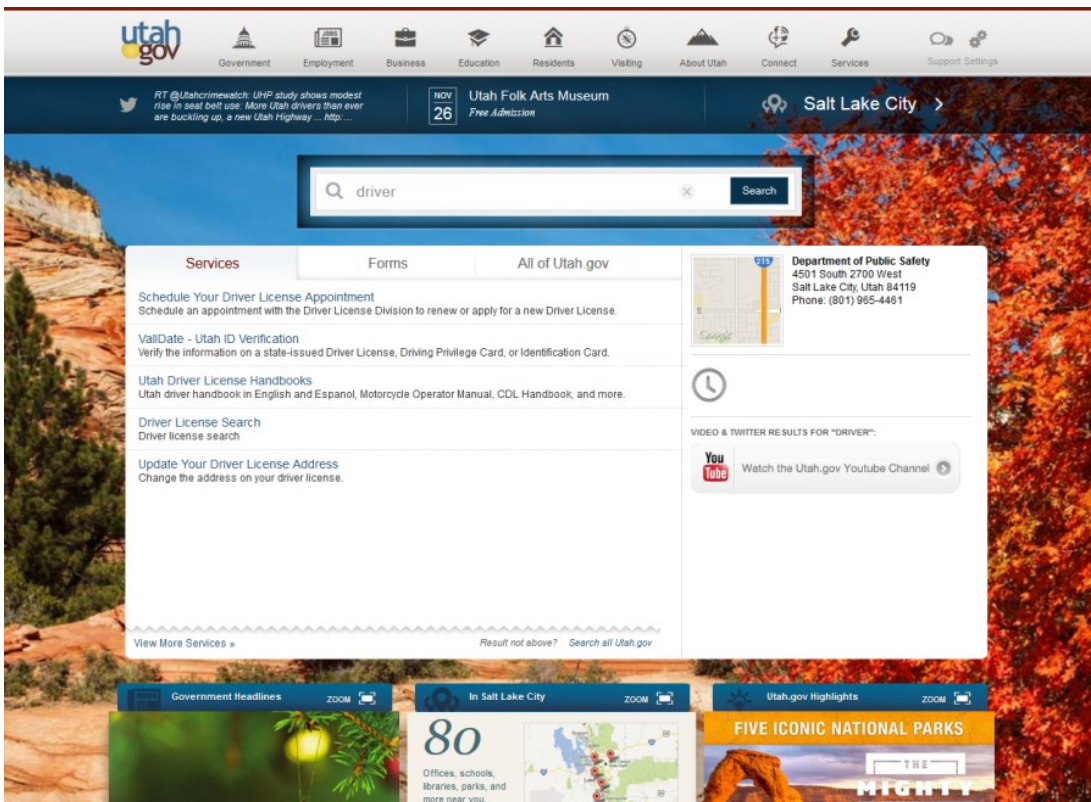 utah
gov
Government
JOBS
Employment
Business
Education
Residents
Visiting
About Utah
Connect
Services
Support Settings
RT @Utahcrimewatch: UHP study shows modest
rise in seat belt use: More Utah drivers than ever
are buckling up, a new Utah Highway ... http: ...
NOV
26
Utah Folk Arts Museum
Free Admission
Salt Lake City
driver
Search
Services
Forms
All of Utah.gov
Schedule Your Driver License Appointment
Schedule an appointment with the Driver License Division to renew or apply for a new Driver License.
ValIDate - Utah ID Verification
Verify the information on a state-issued Driver License, Driving Privilege Card, or Identification Card.
Utah Driver License Handbooks
Utah driver handbook in English and Espanol, Motorcycle Operator Manual, CDL Handbook, and more.
Driver License Search
Driver license search
Update Your Driver License Address
Change the address on your driver license.
View More Services »
Result not above? Search all Utah.gov
215
S
Google
Department of Public Safety
4501 South 2700 West
Salt Lake City, Utah 84119
Phone: (801) 965-4461
VIDEO & TWITTER RESULTS FOR "DRIVER":
You
Tube
Watch the Utah.gov Youtube Channel
Government Headlines
ZOOM
In Salt Lake City
ZOOM
Utah.gov Highlights
ZOOM
80
Offices, schools,
libraries, parks, and
more near you.
FIVE ICONIC NATIONAL PARKS
THE
MIGHTY